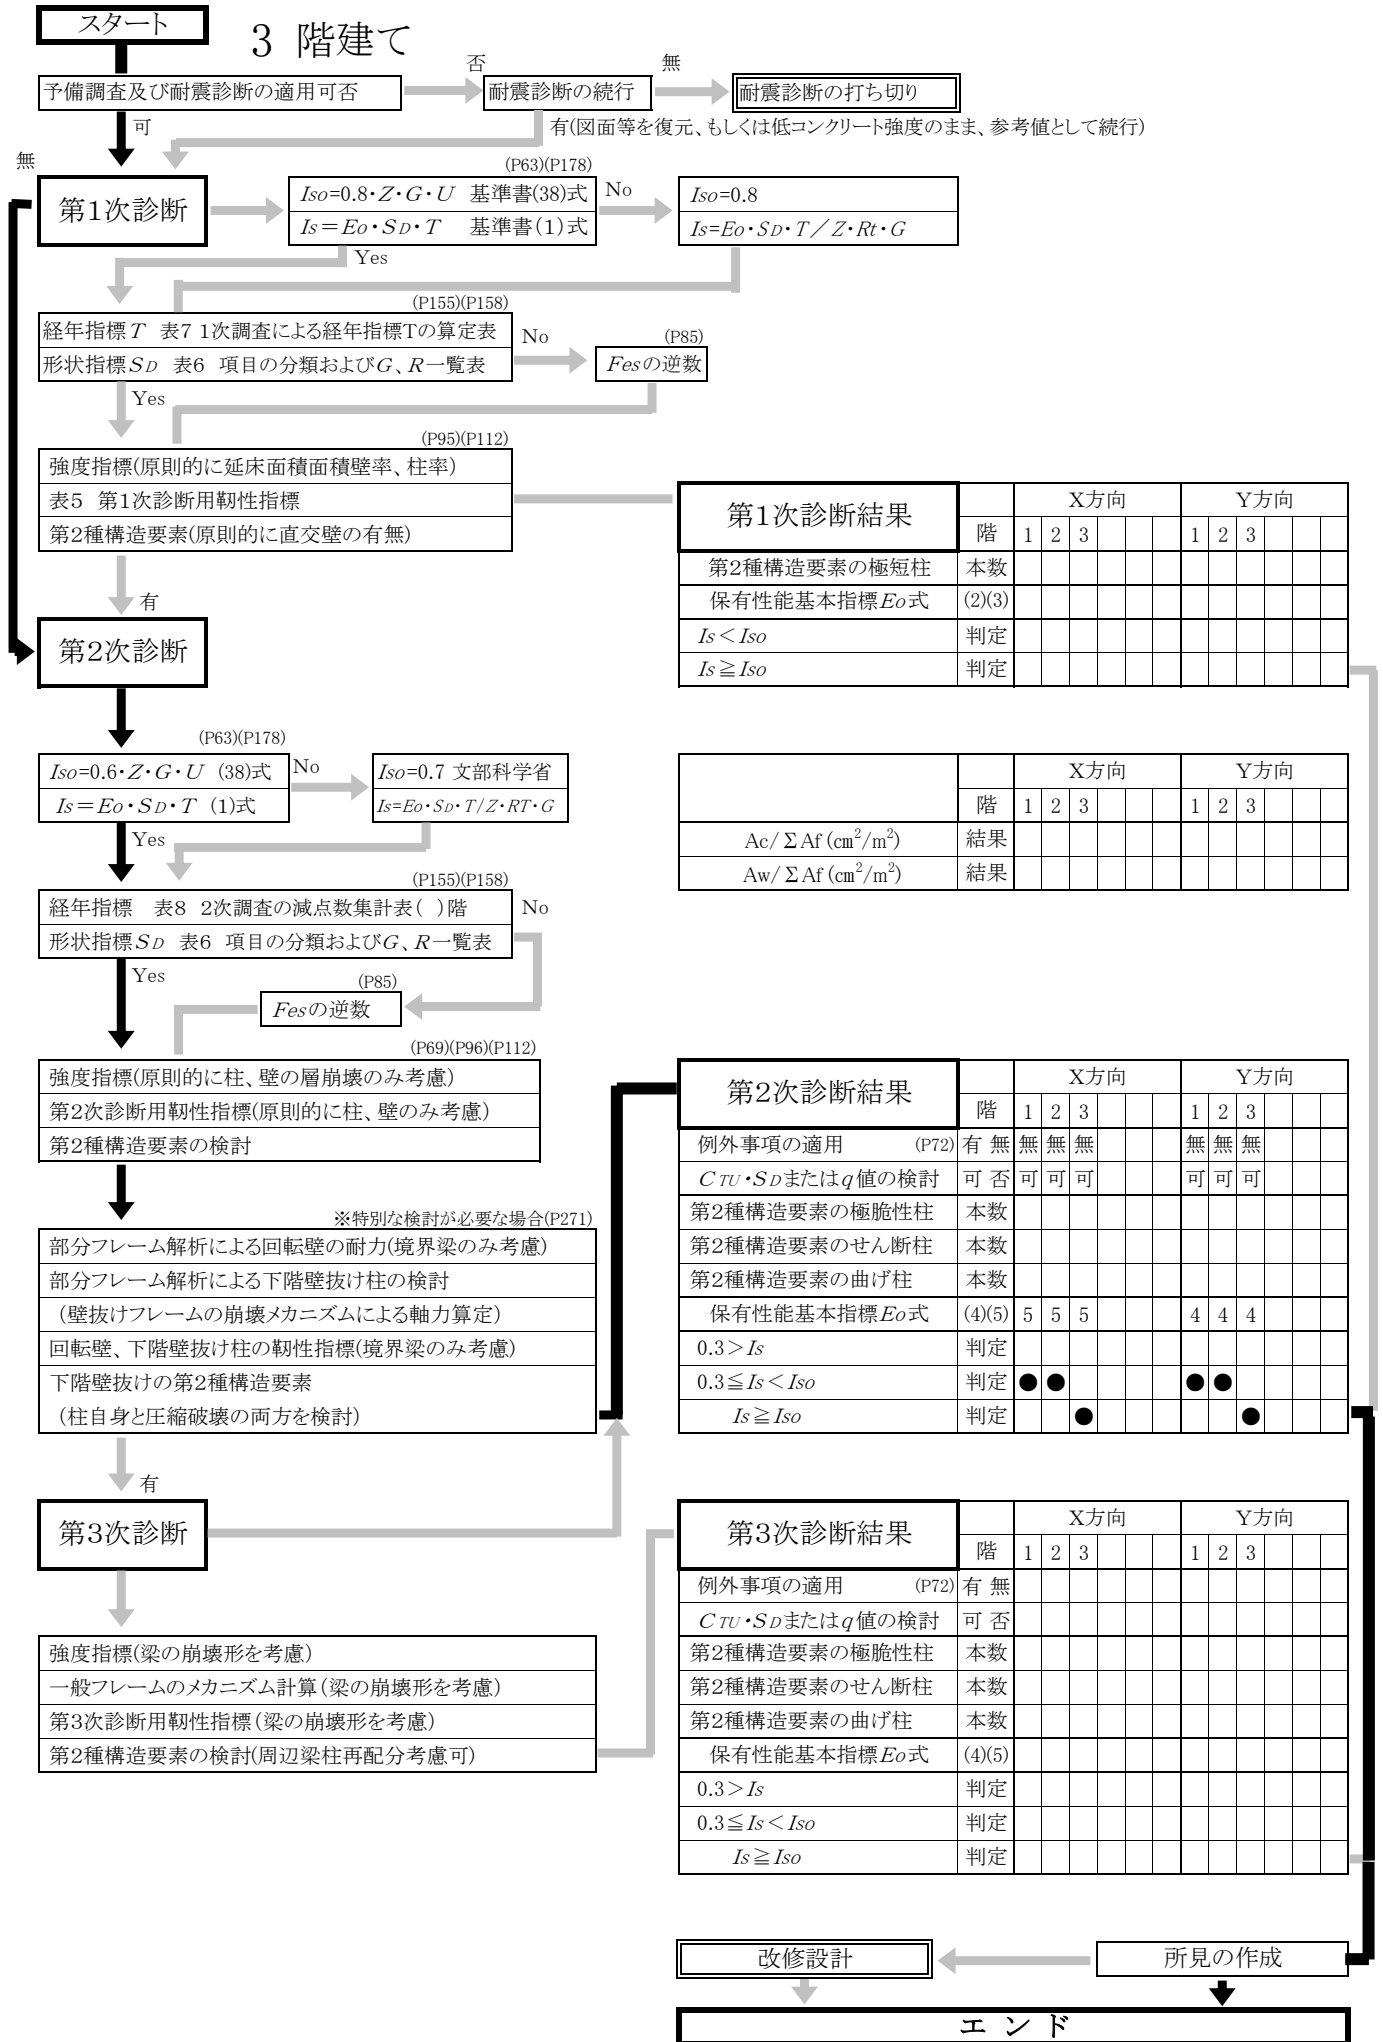 スタート
3 階建て
否
無
予備調査及び耐震診断の適用可否
耐震診断の続行
耐震診断の打ち切り
可
有(図面等を復元、もしくは低コンクリート強度のまま、参考値として続行)
無
(P63)(P178)
第1次診断
Iso=0.8・Z・G・U 基準書(38)式
No
Iso=0.8
Is=Eo・SD・T 基準書(1)式
Is=Eo・SD・T/Z・Rt・G
Yes
(P155)(P158)
経年指標T 表7 1次調査による経年指標Tの算定表
No
(P85)
形状指標SD 表6 項目の分類およびG、R一覧表
Fesの逆数
Yes
(P95)(P112)
強度指標(原則的に延床面積面積壁率、柱率)
表5 第1次診断用靭性指標
第2種構造要素(原則的に直交壁の有無)
第1次診断結果 X方向 Y方向
階 1 2 3 1 2 3
第2種構造要素の極短柱 本数
保有性能基本指標Eo式 (2)(3)
Is<Iso 判定
Is≧Iso 判定
有
第2次診断
(P63)(P178)
Iso=0.6・Z・G・U (38)式
No
Iso=0.7 文部科学省
Is=Eo・SD・T (1)式
Is=Eo・SD・T/Z・RT・G
Yes
X方向 Y方向
階 1 2 3 1 2 3
Ac/ΣAf(cm²/m²) 結果
Aw/ΣAf(cm²/m²) 結果
(P155)(P158)
経年指標 表8 2次調査の減点数集計表( )階
No
形状指標SD 表6 項目の分類およびG、R一覧表
Yes
(P85)
Fesの逆数
(P69)(P96)(P112)
強度指標(原則的に柱、壁の層崩壊のみ考慮)
第2次診断用靭性指標(原則的に柱、壁のみ考慮)
第2種構造要素の検討
※特別な検討が必要な場合(P271)
部分フレーム解析による回転壁の耐力(境界梁のみ考慮)
部分フレーム解析による下階壁抜け柱の検討
(壁抜けフレームの崩壊メカニズムによる軸力算定)
回転壁、下階壁抜け柱の靭性指標(境界梁のみ考慮)
下階壁抜けの第2種構造要素
(柱自身と圧縮破壊の両方を検討)
第2次診断結果 X方向 Y方向
階 1 2 3 1 2 3
例外事項の適用 (P72) 有 無 無 無 無 無 無 無
CTU・SDまたはq値の検討 可 否 可 可 可 可 可 可
第2種構造要素の極脆性柱 本数
第2種構造要素のせん断柱 本数
第2種構造要素の曲げ柱 本数
保有性能基本指標Eo式 (4)(5) 5 5 5 4 4 4
0.3>Is 判定
0.3≦Is<Iso 判定 ● ● ● ●
Is≧Iso 判定 ● ●
有
第3次診断
強度指標(梁の崩壊形を考慮)
一般フレームのメカニズム計算(梁の崩壊形を考慮)
第3次診断用靭性指標(梁の崩壊形を考慮)
第2種構造要素の検討(周辺梁柱再配分考慮可)
第3次診断結果 X方向 Y方向
階 1 2 3 1 2 3
例外事項の適用 (P72) 有 無
CTU・SDまたはq値の検討 可 否
第2種構造要素の極脆性柱 本数
第2種構造要素のせん断柱 本数
第2種構造要素の曲げ柱 本数
保有性能基本指標Eo式 (4)(5)
0.3>Is 判定
0.3≦Is<Iso 判定
Is≧Iso 判定
改修設計
所見の作成
エンド